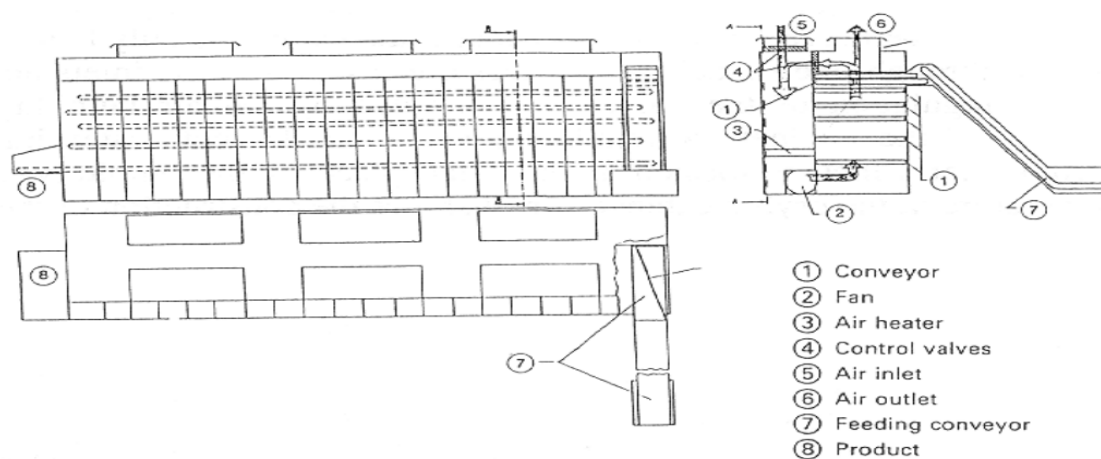 B
B
8
8
7
A
5
6
4
1
3
1
A
2
7
1 Conveyor
2 Fan
3 Air heater
4 Control valves
5 Air inlet
6 Air outlet
7 Feeding conveyor
8 Product